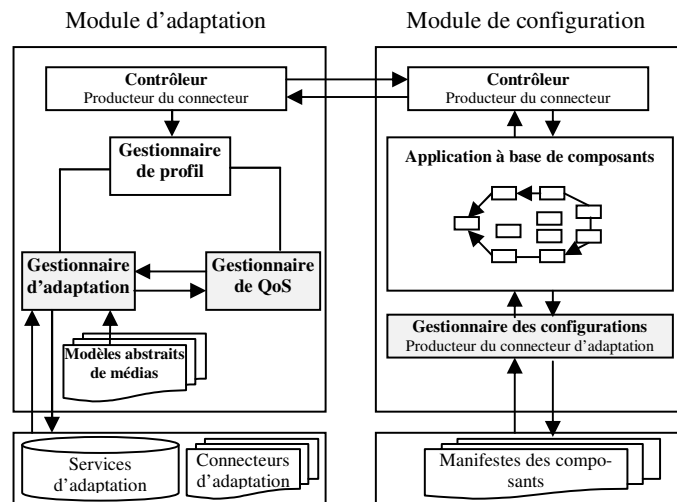 Module d'adaptation
Module de configuration
Contrôleur
Producteur du connecteur
Contrôleur
Producteur du connecteur
Gestionnaire
de profil
Application à base de composants
Gestionnaire
d'adaptation
Gestionnaire
de QoS
Gestionnaire des configurations
Producteur du connecteur d'adaptation
Modèles abstraits
de médias
Services
d'adaptation
Connecteurs
d'adaptation
Manifestes des compo-
sants